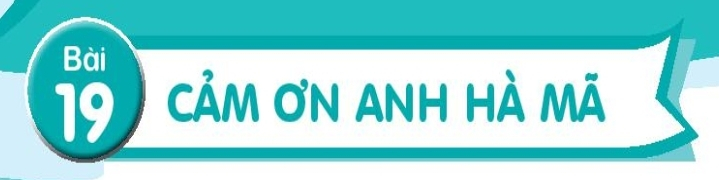 Bài
19
CẢM ƠN ANH HÀ MÃ